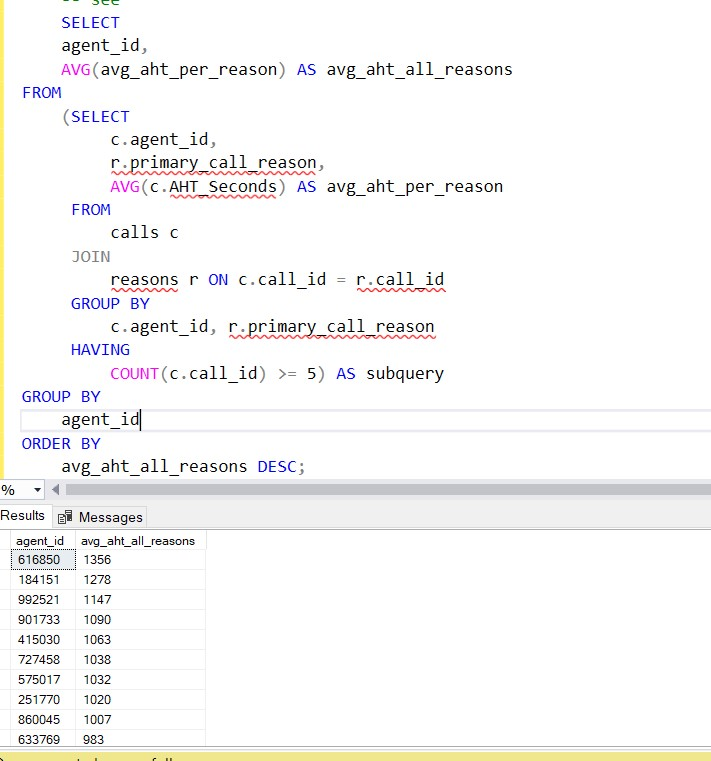 -- see
SELECT
agent_id,
AVG(avg_aht_per_reason) AS avg_aht_all_reasons
FROM
(SELECT
c.agent_id,
r.primary_call_reason,
AVG(c.AHT_Seconds) AS avg_aht_per_reason
FROM
calls c
JOIN
reasons r ON c.call_id = r.call_id
GROUP BY
c.agent_id, r.primary_call_reason
HAVING
COUNT(c.call_id) >= 5) AS subquery
GROUP BY
agent_id
ORDER BY
avg_aht_all_reasons DESC;
%
Results Messages
agent_id avg_aht_all_reasons
616850 1356
184151 1278
992521 1147
901733 1090
415030 1063
727458 1038
575017 1032
251770 1020
860045 1007
633769 983